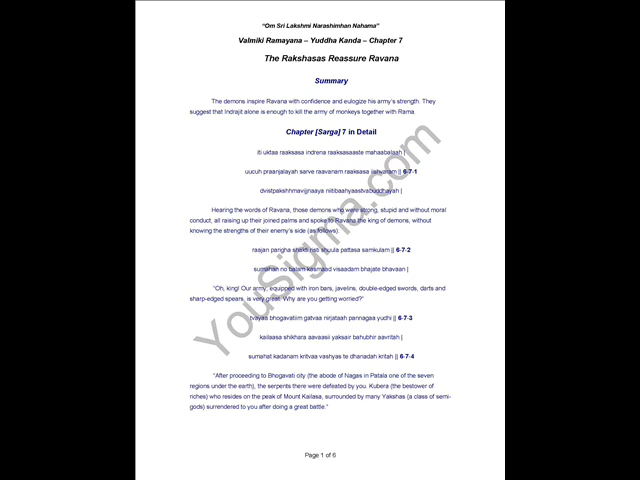 “Om Sri Lakshmi Narashimhan Nahama”
Valmiki Ramayana – Yuddha Kanda – Chapter 7
The Rakshasas Reassure Ravana
Summary
The demons inspire Ravana with confidence and eulogize his army’s strength. They
suggest that Indrajit alone is enough to kill the army of monkeys together with Rama.
Chapter [Sarga] 7 in Detail
iti uktaa raaksasa indrena raaksasaaste mahaabalaah |
uucuh praanjalayah sarve raavanam raaksasa iishvaram || 6-7-1
dvistpakshhmavijjnaaya niitibaahyaastvabuddhayah |
Hearing the words of Ravana, those demons who were strong, stupid and without moral
conduct, all raising up their joined palms and spoke to Ravana the king of demons, without
knowing the strengths of their enemy’s side (as follows).
raajan parigha shakti rsti shuula pattasa samkulam || 6-7-2
sumahan no balam kasmaad visaadam bhajate bhavaan |
“Oh, king! Our army, equipped with iron bars, javelins, double-edged swords, darts and
sharp-edged spears, is very great. Why are you getting worried?”
tvayaa bhogavatiim gatvaa nirjataah pannagaa yudhi || 6-7-3
kailaasa shikhara aavaasii yaksair bahubhir aavritah |
sumahat kadanam kritvaa vashyas te dhanadah kritah || 6-7-4
“After proceeding to Bhogavati city (the abode of Nagas in Patala one of the seven
regions under the earth), the serpents there were defeated by you. Kubera (the bestower of
riches) who resides on the peak of Mount Kailasa, surrounded by many Yakshas (a class of semi-
gods) surrendered to you after doing a great battle.”
YouSigma.com
Page 1 of 6